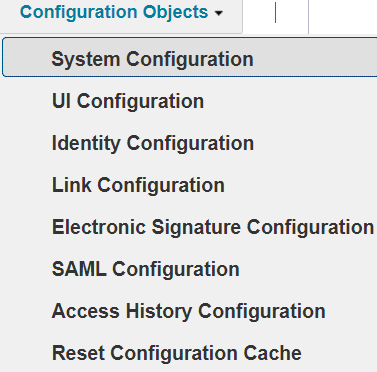 Configuration Objects
System Configuration
UI Configuration
Identity Configuration
Link Configuration
Electronic Signature Configuration
SAML Configuration
Access History Configuration
Reset Configuration Cache